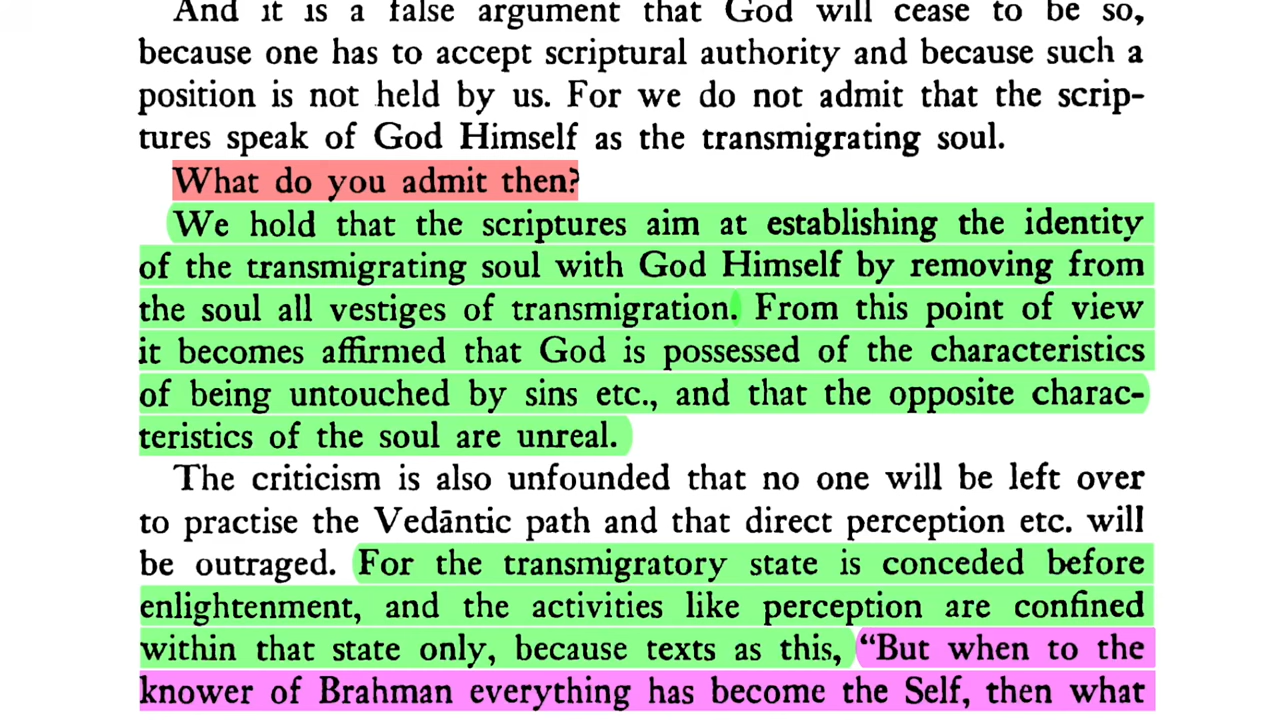 And it is a false argument that God will cease to be so,
because one has to accept scriptural authority and because such a
position is not held by us. For we do not admit that the scrip-
tures speak of God Himself as the transmigrating soul.
What do you admit then?
We hold that the scriptures aim at establishing the identity
of the transmigrating soul with God Himself by removing from
the soul all vestiges of transmigration. From this point of view
it becomes affirmed that God is possessed of the characteristics
of being untouched by sins etc., and that the opposite charac-
teristics of the soul are unreal.
The criticism is also unfounded that no one will be left over
to practise the Vedāntic path and that direct perception etc. will
be outraged. For the transmigratory state is conceded before
enlightenment, and the activities like perception are confined
within that state only, because texts as this, “But when to the
knower of Brahman everything has become the Self, then what